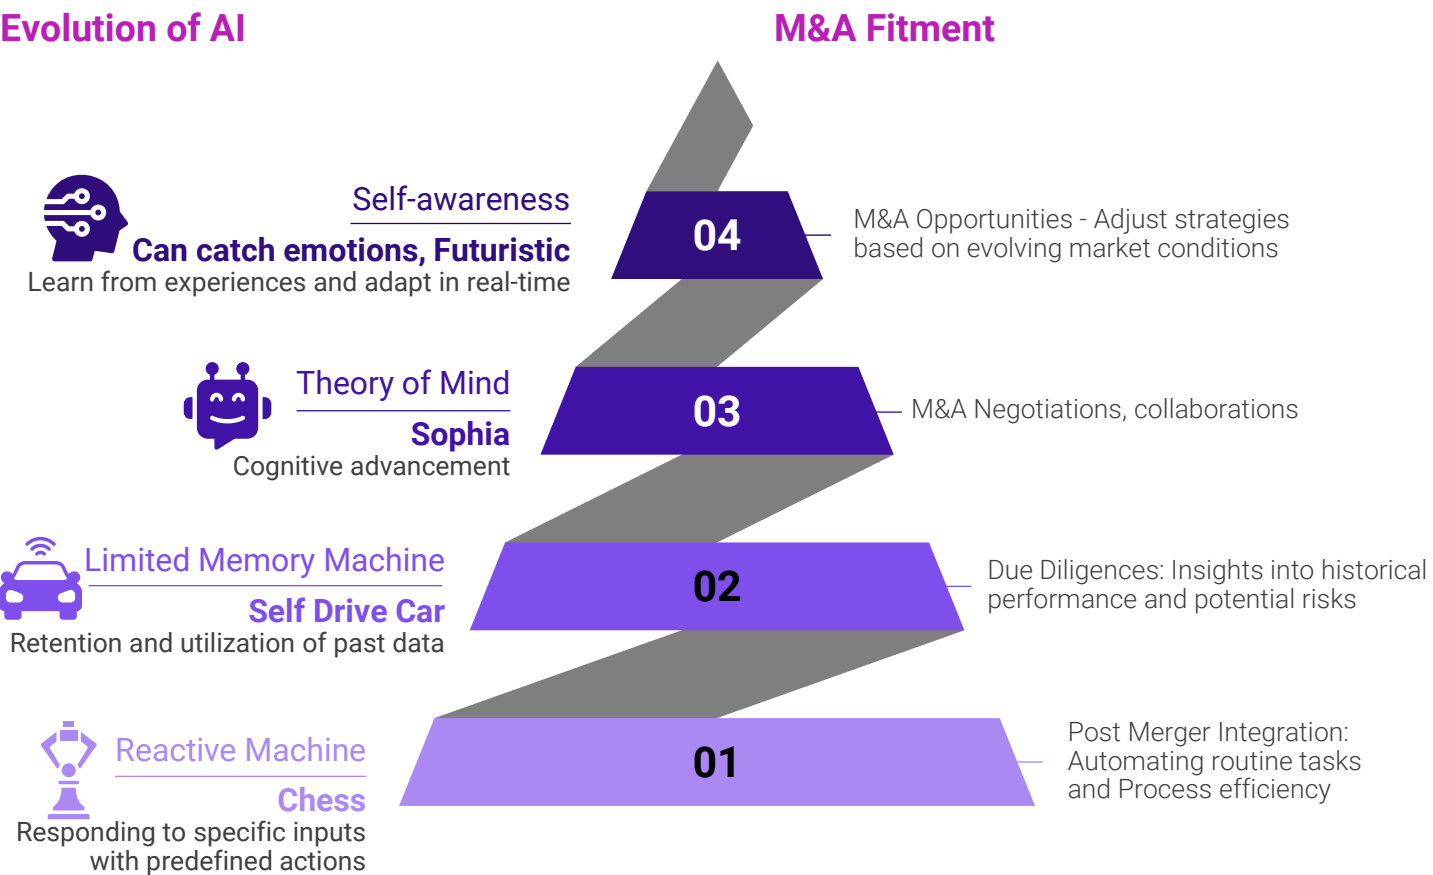 Evolution of AI
M&A Fitment
Self-awareness
Can catch emotions, Futuristic
Learn from experiences and adapt in real-time
04
M&A Opportunities - Adjust strategies
based on evolving market conditions
Theory of Mind
Sophia
Cognitive advancement
03
M&A Negotiations, collaborations
Limited Memory Machine
Self Drive Car
Retention and utilization of past data
02
Due Diligences: Insights into historical
performance and potential risks
Reactive Machine
Chess
Responding to specific inputs
with predefined actions
01
Post Merger Integration:
Automating routine tasks
and Process efficiency